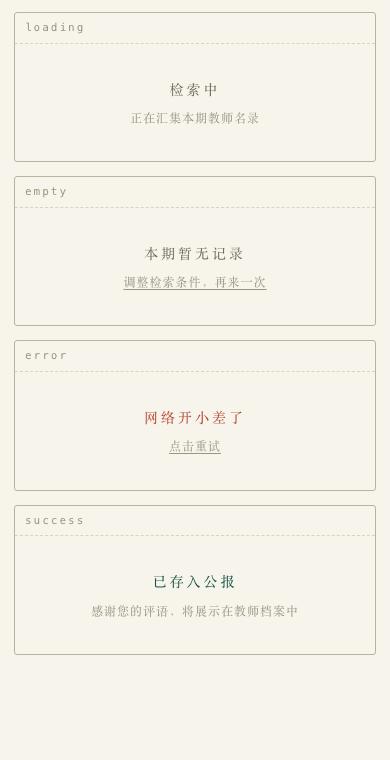 loading
检索中
正在汇集本期教师名录
empty
本期暂无记录
调整检索条件，再来一次
error
网络开小差了
点击重试
success
已存入公报
感谢您的评语，将展示在教师档案中